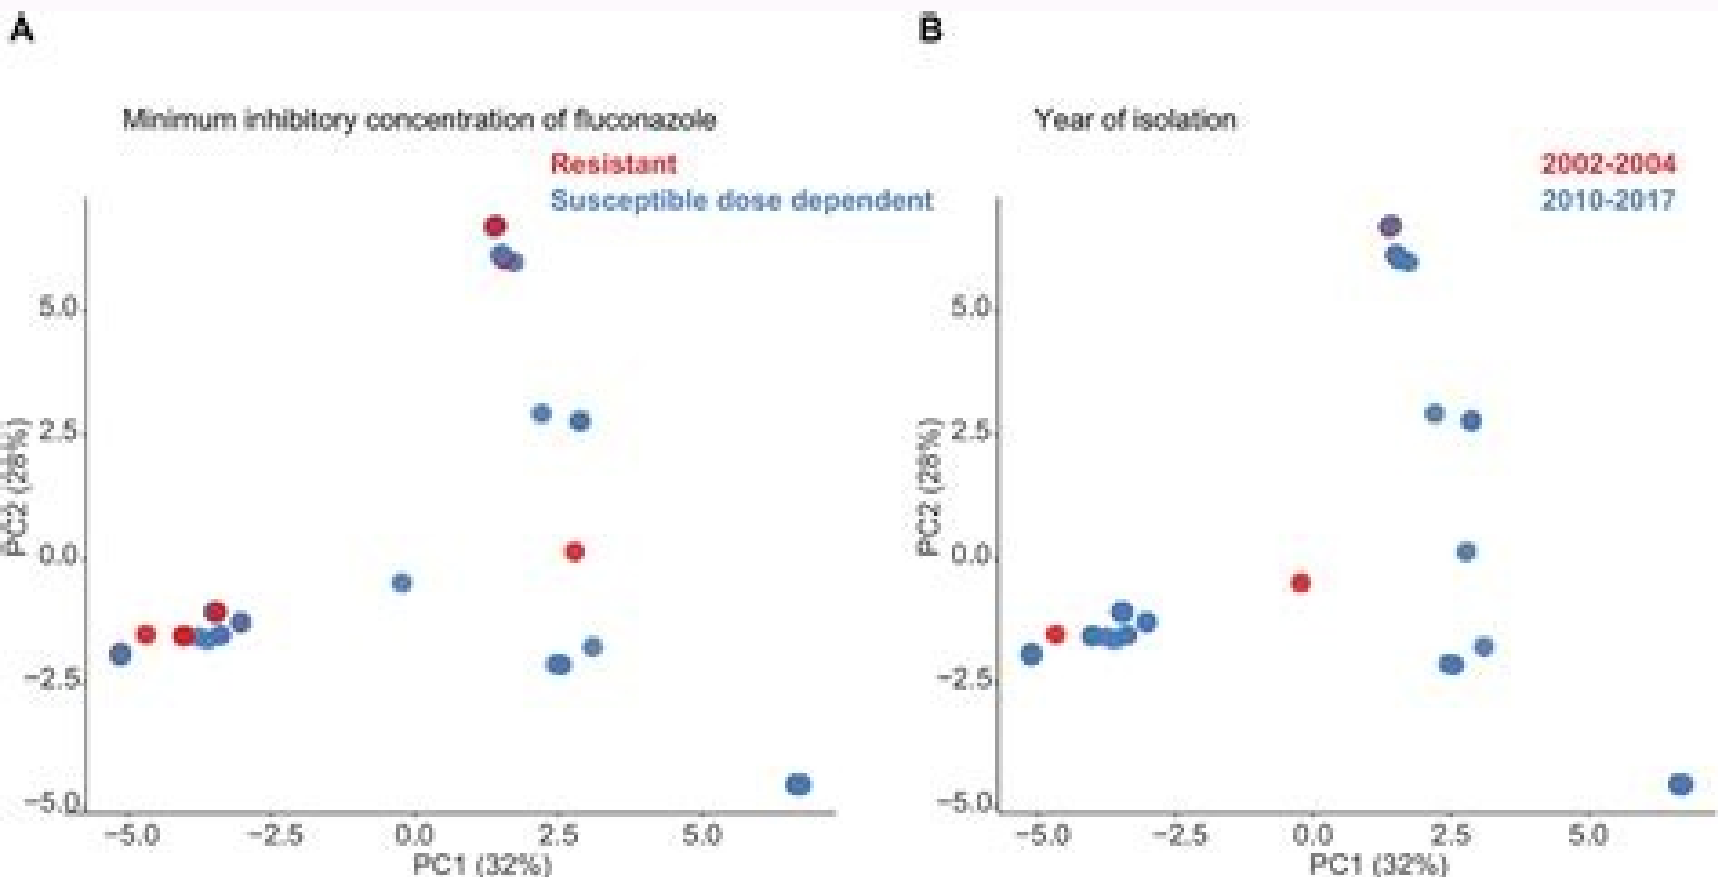 A
Minimum inhibitory concentration of fluconazole
Resistant
Susceptible dose dependent
5.0
2.5
0.0
−2.5
−5.0
PC2 (28%)
−5.0 −2.5 0.0 2.5 5.0
PC1 (32%)
B
Year of isolation
2002-2004
2010-2017
5.0
2.5
0.0
−2.5
−5.0
PC2 (28%)
−5.0 −2.5 0.0 2.5 5.0
PC1 (32%)